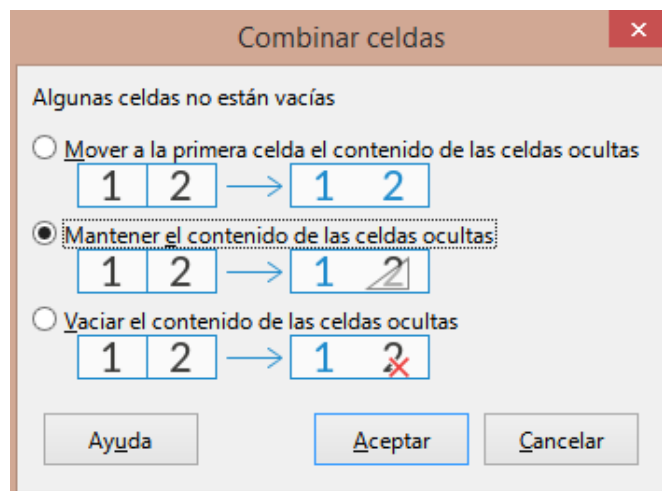 Combinar celdas
Algunas celdas no están vacías
Mover a la primera celda el contenido de las celdas ocultas
1 2 → 1 2
Mantener el contenido de las celdas ocultas
1 2 → 1 2
Vaciar el contenido de las celdas ocultas
1 2 → 1 2
Ayuda Aceptar Cancelar